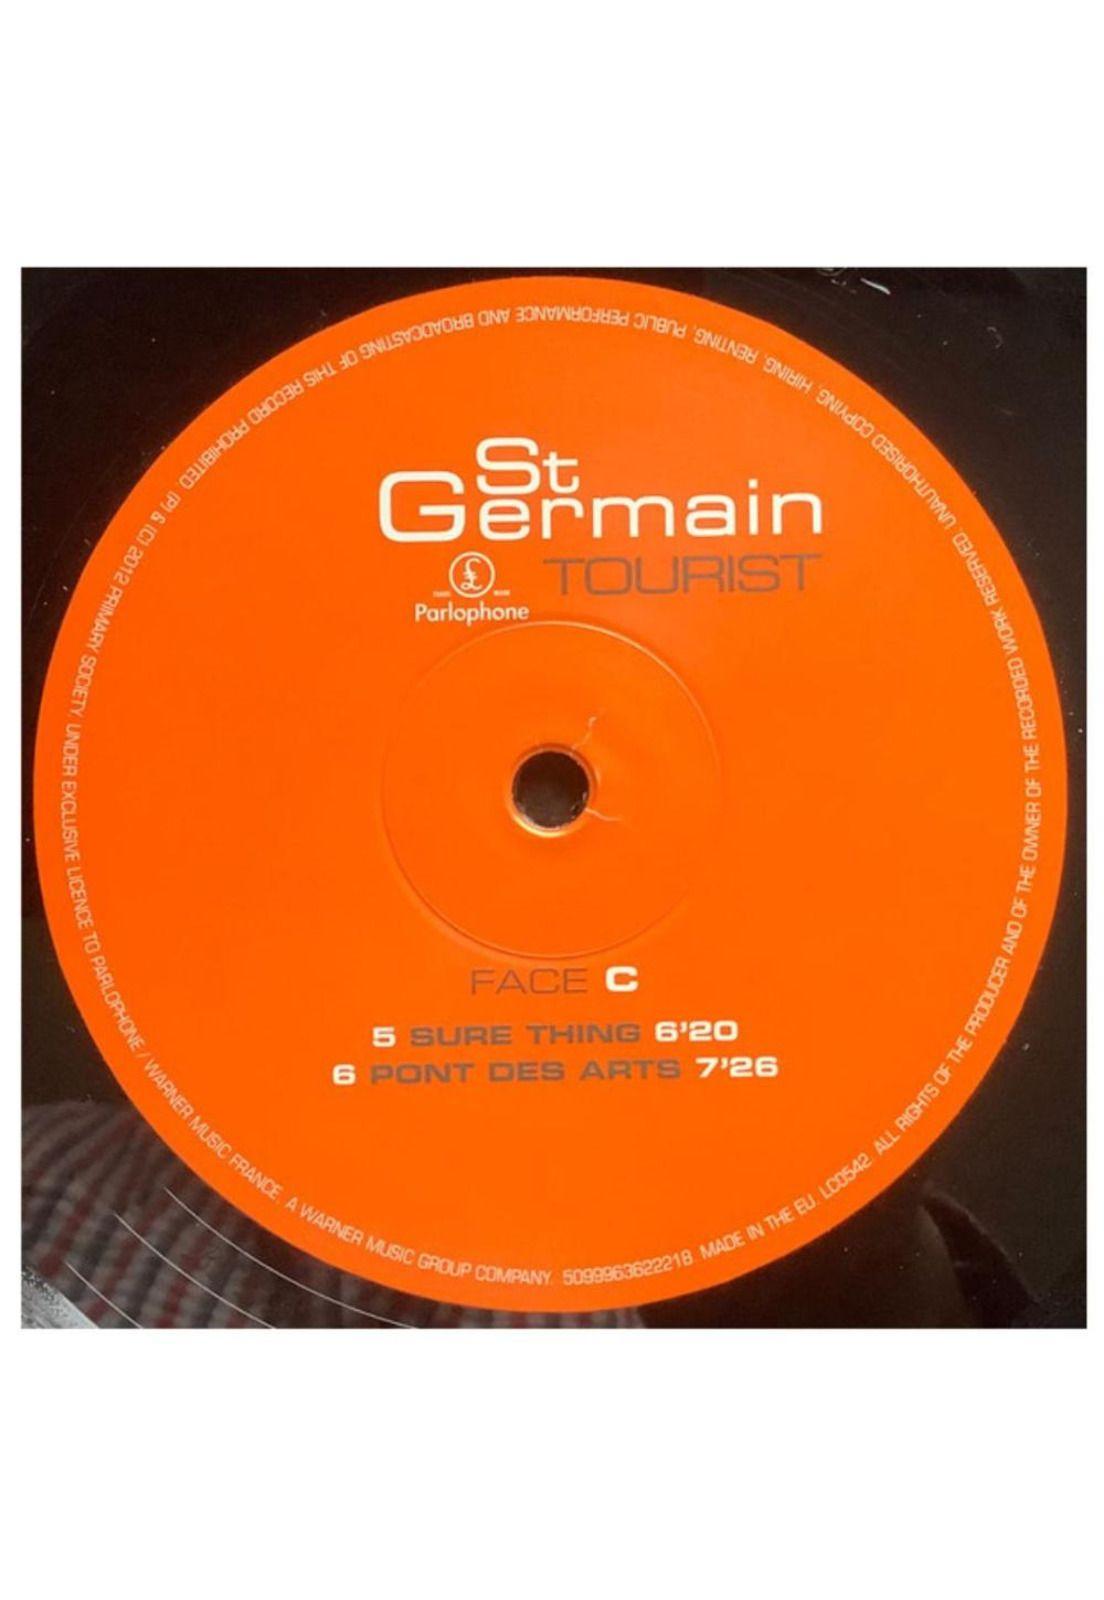 St
Germain
TOURIST
TRADE MARK
Parlophone
FACE C
5 SURE THING 6'20
6 PONT DES ARTS 7'26
(P) & (C) 2012 PRIMARY SOCIETY, UNDER EXCLUSIVE LICENCE TO PARLOPHONE / WARNER MUSIC FRANCE, A WARNER MUSIC GROUP COMPANY. 5099963622218 MADE IN THE EU. LC0542. ALL RIGHTS OF THE PRODUCER AND OF THE OWNER OF THE RECORDED WORK RESERVED. UNAUTHORISED COPYING, HIRING, RENTING, PUBLIC PERFORMANCE AND BROADCASTING OF THIS RECORD PROHIBITED.